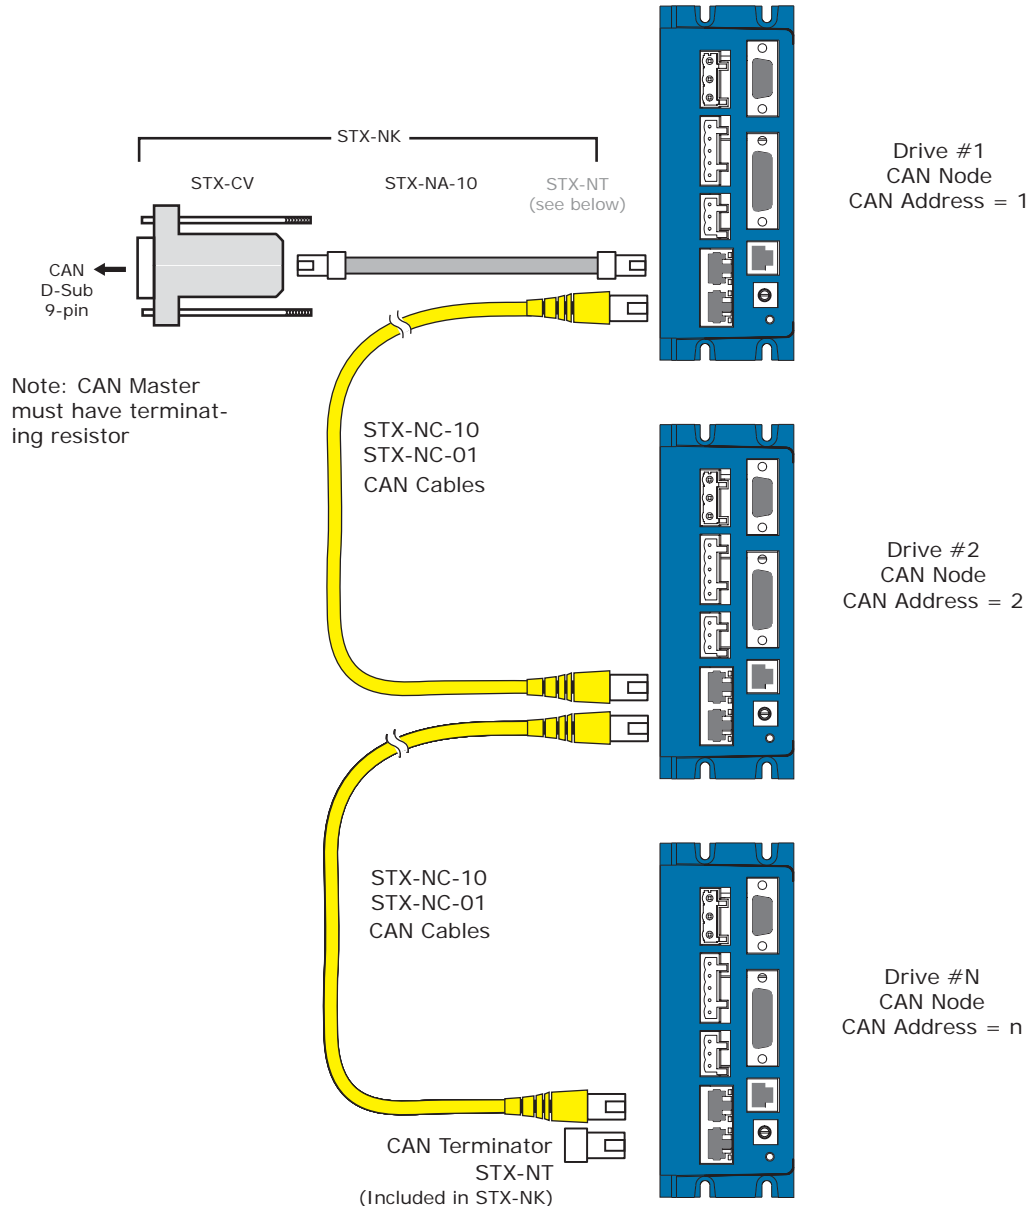 STX-NK
STX-CV
STX-NA-10
STX-NT
(see below)
CAN
D-Sub
9-pin
Drive #1
CAN Node
CAN Address = 1
Note: CAN Master
must have terminat-
ing resistor
STX-NC-10
STX-NC-01
CAN Cables
Drive #2
CAN Node
CAN Address = 2
STX-NC-10
STX-NC-01
CAN Cables
Drive #N
CAN Node
CAN Address = n
CAN Terminator
STX-NT
(Included in STX-NK)